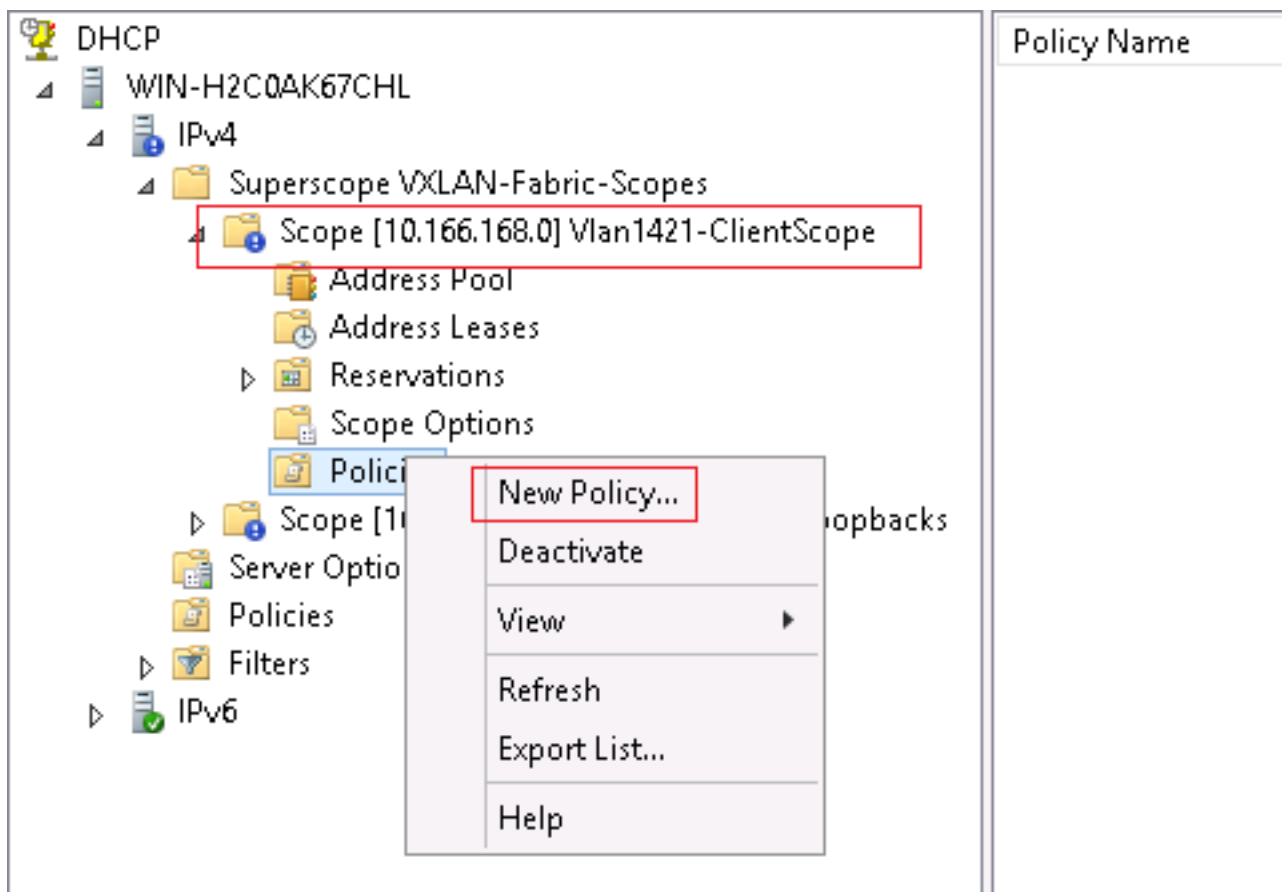 DHCP
Policy Name
WIN-H2C0AK67CHL
IPv4
Superscope VXLAN-Fabric-Scopes
Scope [10.166.168.0] Vlan1421-ClientScope
Address Pool
Address Leases
Reservations
Scope Options
New Policy...
Scope
Deactivate
Server
Policies
View
Filters
Refresh
IPv6
Export List...
Help